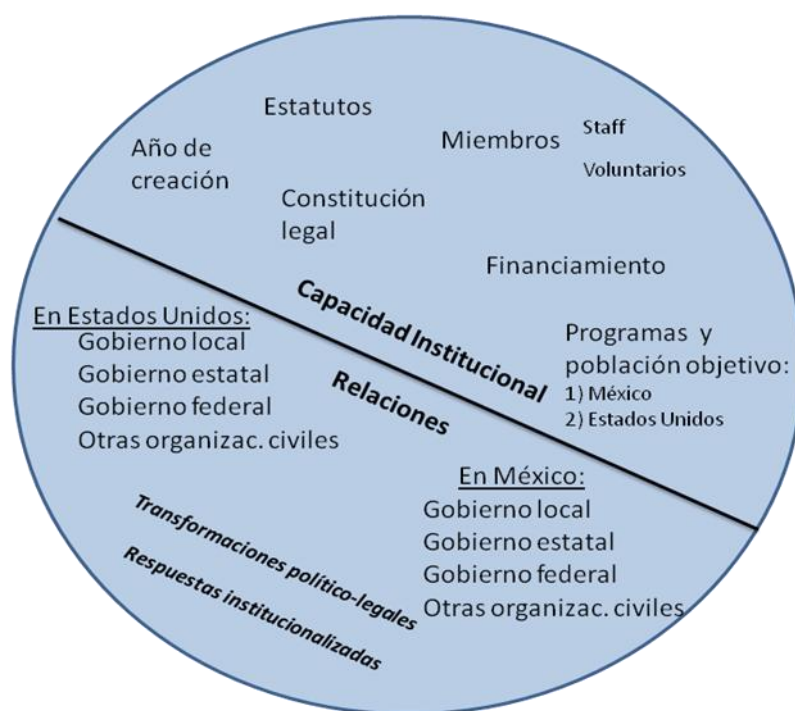 Estatutos
Miembros
Staff
Voluntarios
Año de
creación
Constitución
legal
Financiamiento
Capacidad Institucional
Programas y
población objetivo:
1) México
2) Estados Unidos
En Estados Unidos:
Gobierno local
Gobierno estatal
Gobierno federal
Otras organizac. civiles
Relaciones
En México:
Gobierno local
Gobierno estatal
Gobierno federal
Otras organizac. civiles
Transformaciones político-legales
Respuestas institucionalizadas